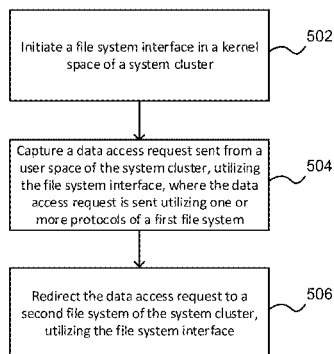 Initiate a file system interface in a kernel
space of a system cluster
502
Capture a data access request sent from a
user space of the system cluster, utilizing
the file system interface, where the data
access request is sent utilizing one or
more protocols of a first file system
504
Redirect the data access request to a
second file system of the system cluster,
utilizing the file system interface
506